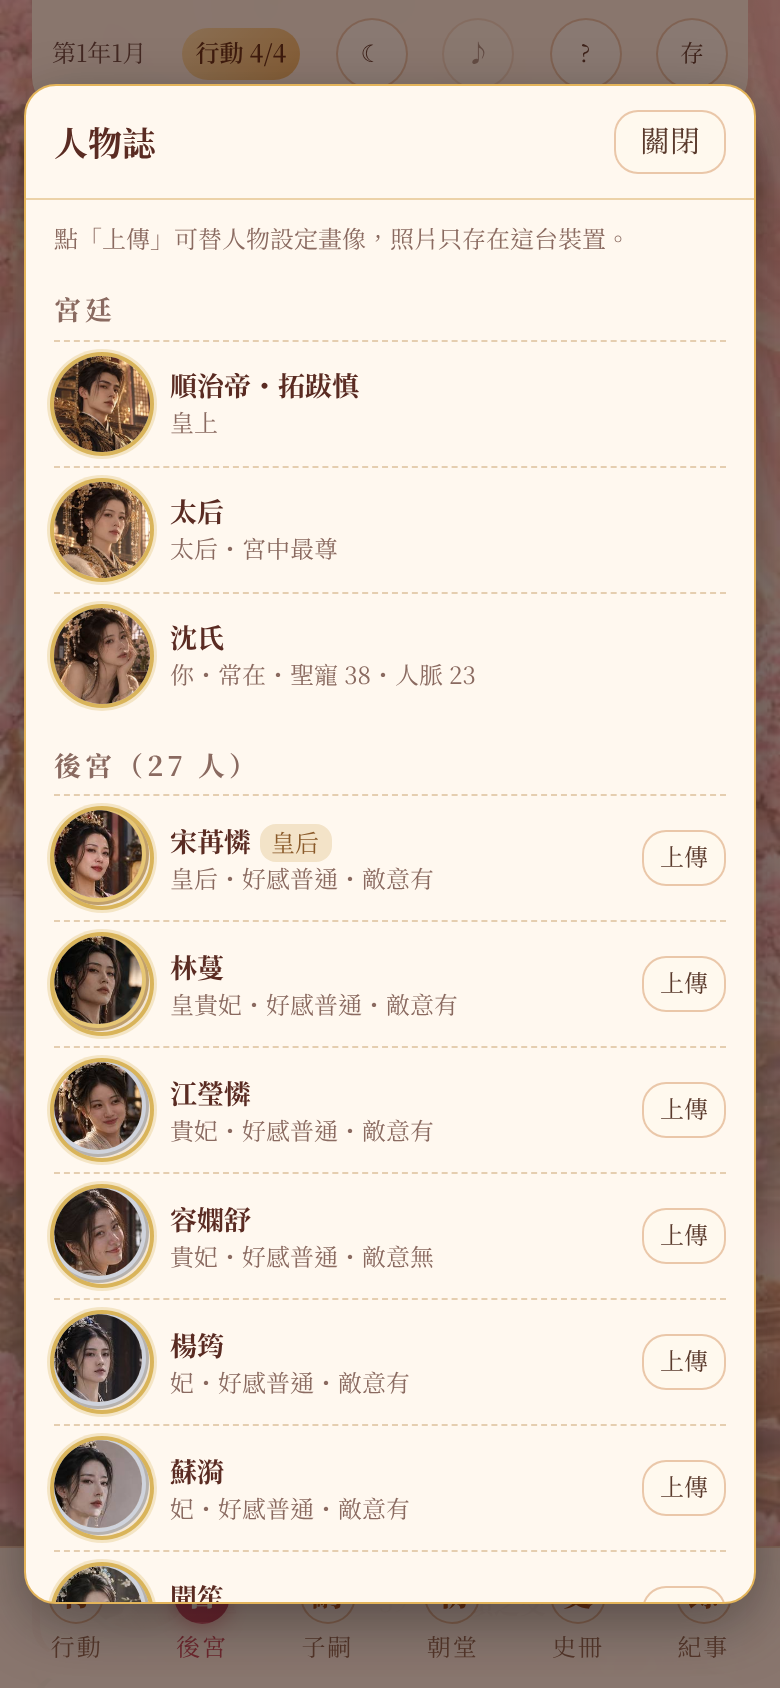 第1年1月
行動 4/4
☾
♪
?
存
人物誌
關閉
點「上傳」可替人物設定畫像，照片只存在這台裝置。
宮廷
順治帝・拓跋慎
皇上
太后
太后・宮中最尊
沈氏
你・常在・聖寵 38・人脈 23
後宮（27 人）
宋苒憐 皇后
皇后・好感普通・敵意有
上傳
林蔓
皇貴妃・好感普通・敵意有
上傳
江瑩憐
貴妃・好感普通・敵意有
上傳
容嫻舒
貴妃・好感普通・敵意無
上傳
楊筠
妃・好感普通・敵意有
上傳
蘇漪
妃・好感普通・敵意有
上傳
行動
後宮
子嗣
朝堂
史冊
紀事